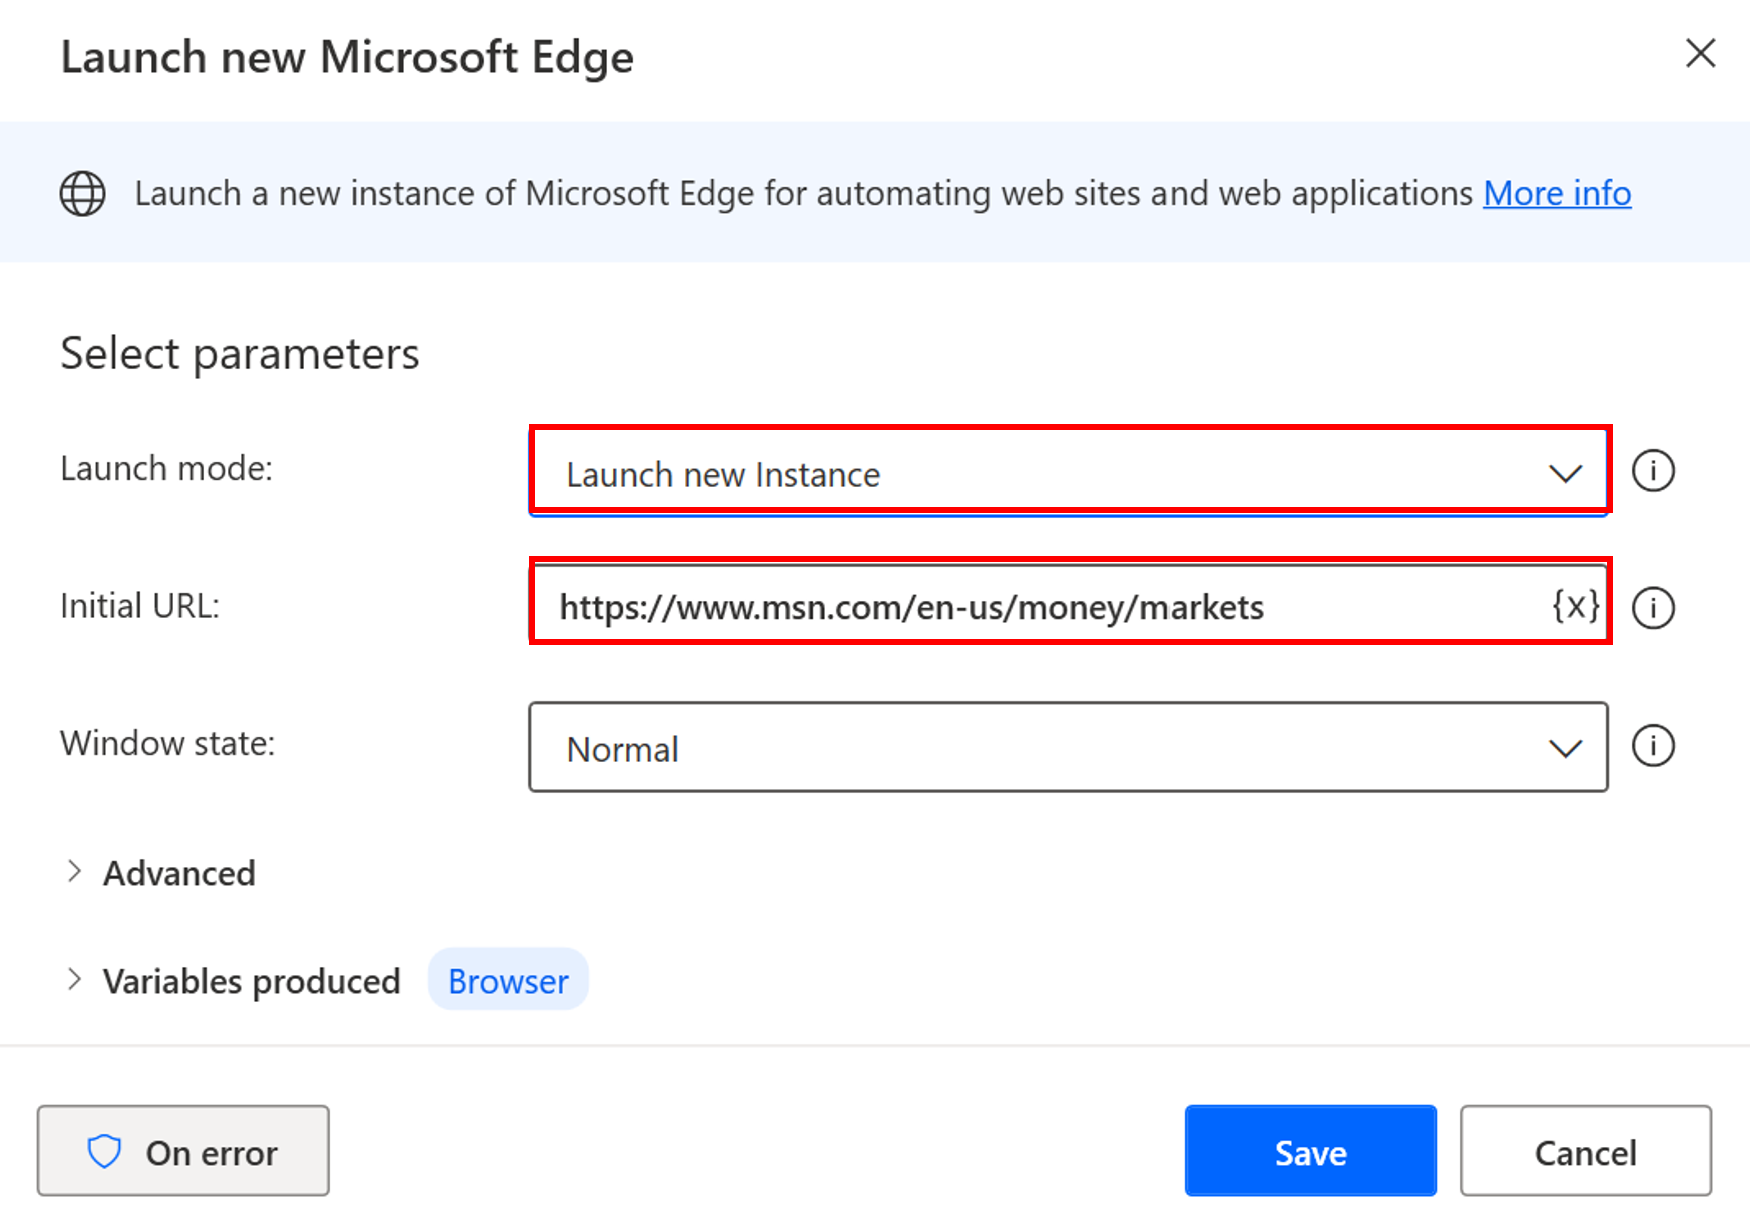 Launch new Microsoft Edge
Launch a new instance of Microsoft Edge for automating web sites and web applications More info
Select parameters
Launch mode:
Launch new Instance
Initial URL:
https://www.msn.com/en-us/money/markets
{x}
Window state:
Normal
Advanced
Variables produced
Browser
On error
Save
Cancel